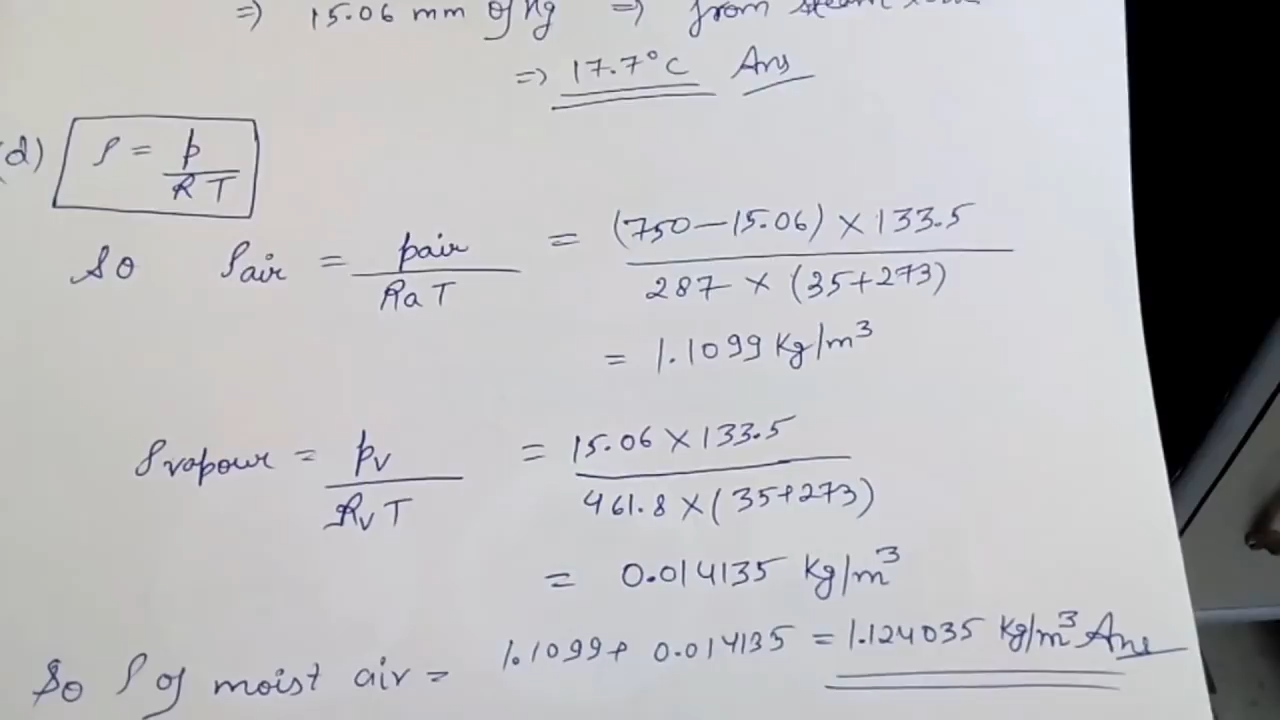 => 15.06 mm of Hg => from steam
=> 17.7°C Ans
(d) ρ = p / RT
So ρair = pair / RaT = (750-15.06) × 133.5 / 287 × (35+273)
= 1.1099 Kg/m³
ρvapour = pv / RvT = 15.06 × 133.5 / 461.8 × (35+273)
= 0.014135 Kg/m³
So ρ of moist air = 1.1099 + 0.014135 = 1.124035 Kg/m³ Ans